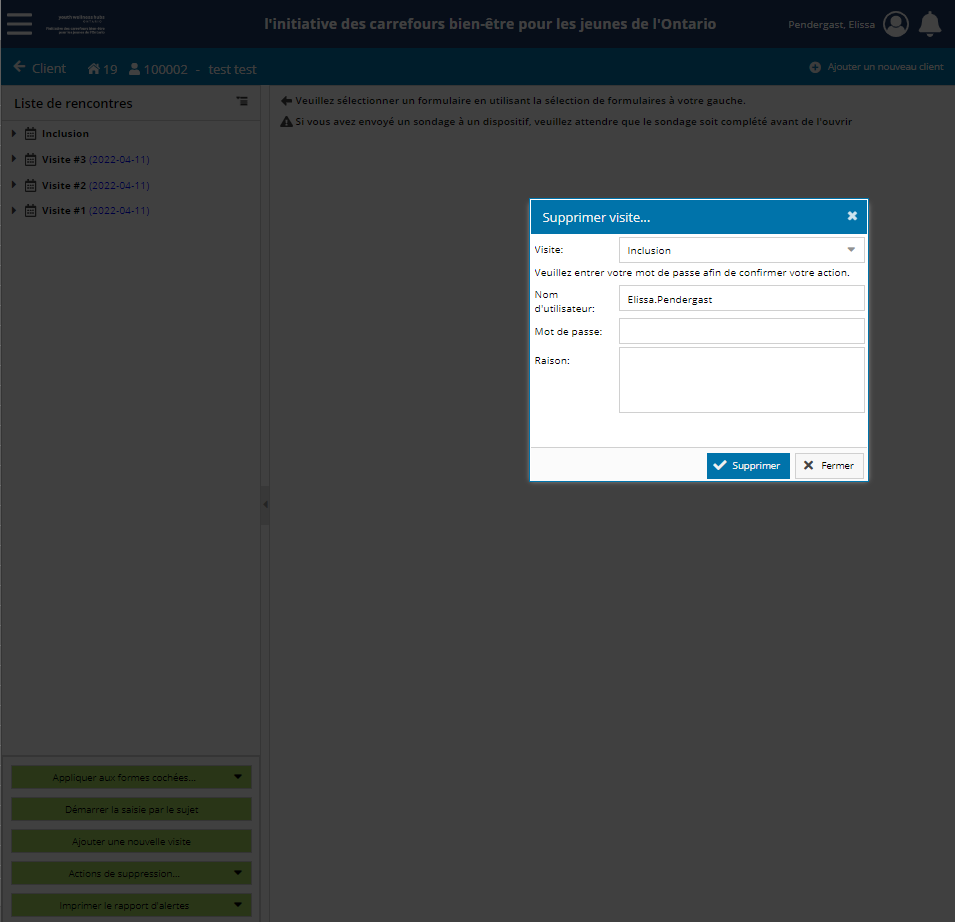 l'initiative des carrefours bien-être pour les jeunes de l'Ontario
Pendergast, Elissa
Client
19
100002 - test test
Ajouter un nouveau client
Liste de rencontres
Veuillez sélectionner un formulaire en utilisant la sélection de formulaires à votre gauche.
Si vous avez envoyé un sondage à un dispositif, veuillez attendre que le sondage soit complété avant de l'ouvrir
Inclusion
Visite #3 (2022-04-11)
Visite #2 (2022-04-11)
Visite #1 (2022-04-11)
Supprimer visite...
Visite:
Inclusion
Veuillez entrer votre mot de passe afin de confirmer votre action.
Nom
d'utilisateur:
Elissa.Pendergast
Mot de passe:
Raison:
Supprimer
Fermer
Appliquer aux formes cochées...
Démarrer la saisie par le sujet
Ajouter une nouvelle visite
Actions de suppression...
Imprimer le rapport d'alertes